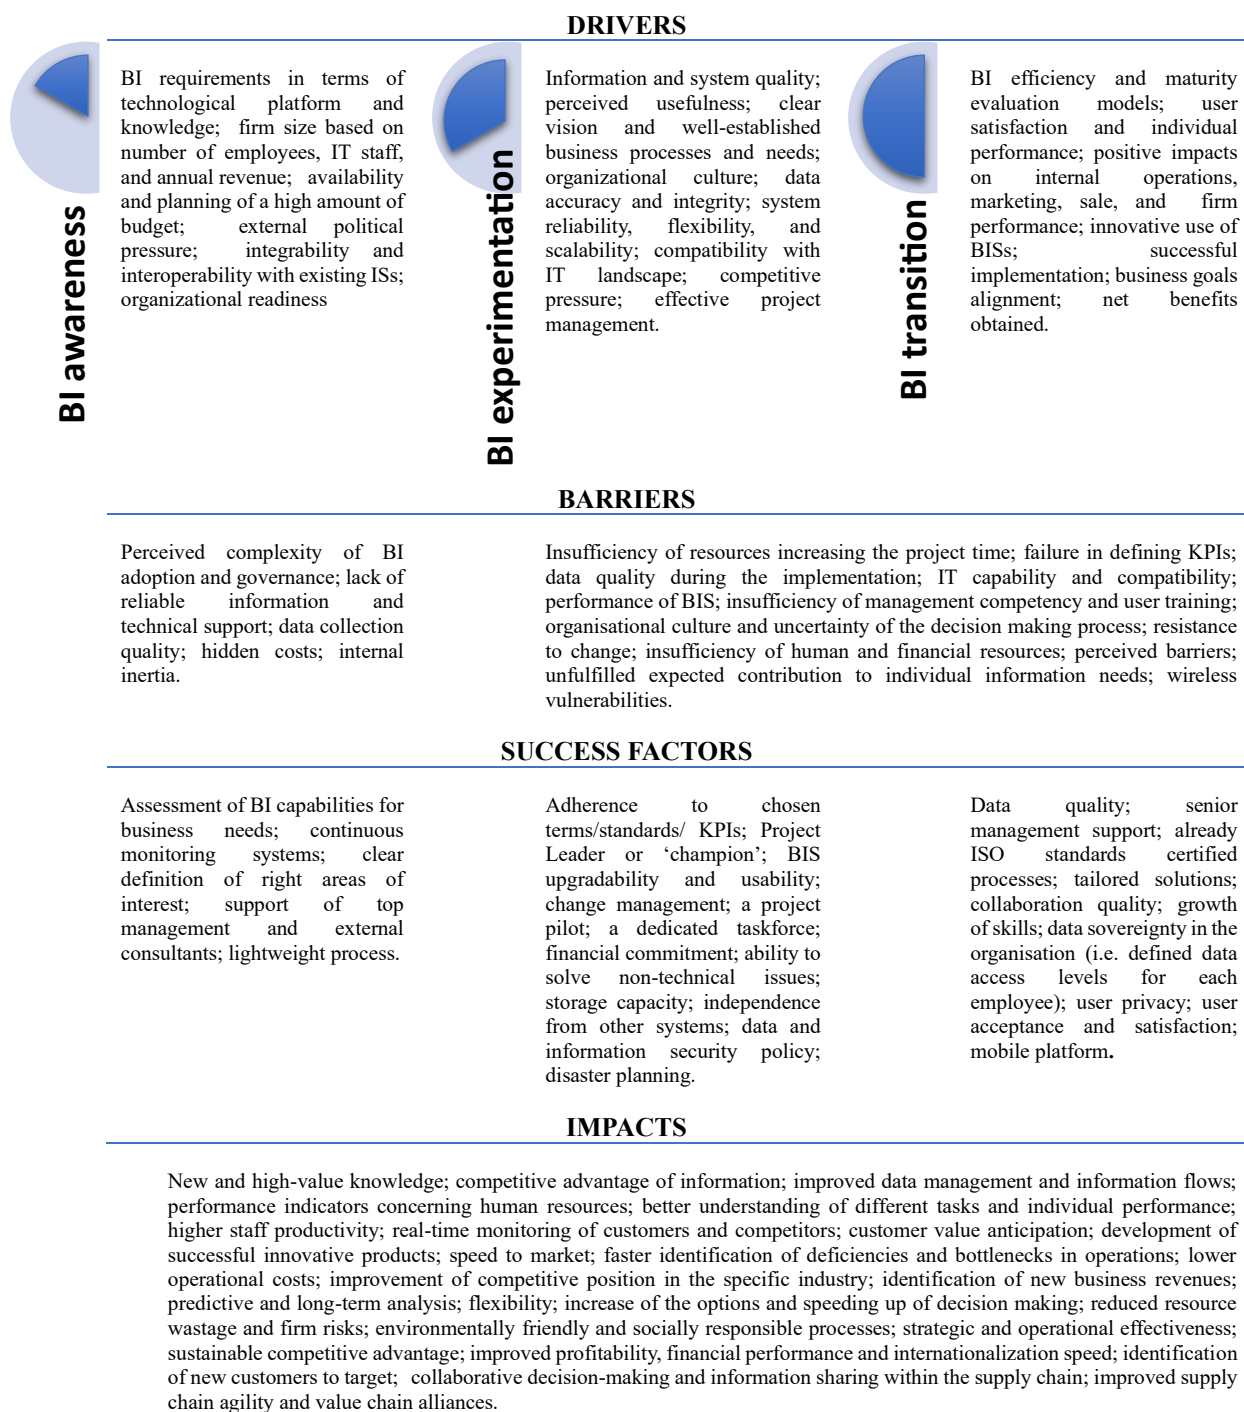 DRIVERS
BI awareness
BI requirements in terms of
technological platform and
knowledge; firm size based on
number of employees, IT staff,
and annual revenue; availability
and planning of a high amount of
budget; external political
pressure; integrability and
interoperability with existing ISs;
organizational readiness
BI experimentation
Information and system quality;
perceived usefulness; clear
vision and well-established
business processes and needs;
organizational culture; data
accuracy and integrity; system
reliability, flexibility, and
scalability; compatibility with
IT landscape; competitive
pressure; effective project
management.
BI transition
BI efficiency and maturity
evaluation models; user
satisfaction and individual
performance; positive impacts
on internal operations,
marketing, sale, and firm
performance; innovative use of
BISs; successful
implementation; business goals
alignment; net benefits
obtained.
BARRIERS
Perceived complexity of BI
adoption and governance; lack of
reliable information and
technical support; data collection
quality; hidden costs; internal
inertia.
Insufficiency of resources increasing the project time; failure in defining KPIs;
data quality during the implementation; IT capability and compatibility;
performance of BIS; insufficiency of management competency and user training;
organisational culture and uncertainty of the decision making process; resistance
to change; insufficiency of human and financial resources; perceived barriers;
unfulfilled expected contribution to individual information needs; wireless
vulnerabilities.
SUCCESS FACTORS
Assessment of BI capabilities for
business needs; continuous
monitoring systems; clear
definition of right areas of
interest; support of top
management and external
consultants; lightweight process.
Adherence to chosen
terms/standards/ KPIs; Project
Leader or ‘champion’; BIS
upgradability and usability;
change management; a project
pilot; a dedicated taskforce;
financial commitment; ability to
solve non-technical issues;
storage capacity; independence
from other systems; data and
information security policy;
disaster planning.
Data quality; senior
management support; already
ISO standards certified
processes; tailored solutions;
collaboration quality; growth
of skills; data sovereignty in the
organisation (i.e. defined data
access levels for each
employee); user privacy; user
acceptance and satisfaction;
mobile platform.
IMPACTS
New and high-value knowledge; competitive advantage of information; improved data management and information flows;
performance indicators concerning human resources; better understanding of different tasks and individual performance;
higher staff productivity; real-time monitoring of customers and competitors; customer value anticipation; development of
successful innovative products; speed to market; faster identification of deficiencies and bottlenecks in operations; lower
operational costs; improvement of competitive position in the specific industry; identification of new business revenues;
predictive and long-term analysis; flexibility; increase of the options and speeding up of decision making; reduced resource
wastage and firm risks; environmentally friendly and socially responsible processes; strategic and operational effectiveness;
sustainable competitive advantage; improved profitability, financial performance and internationalization speed; identification
of new customers to target; collaborative decision-making and information sharing within the supply chain; improved supply
chain agility and value chain alliances.